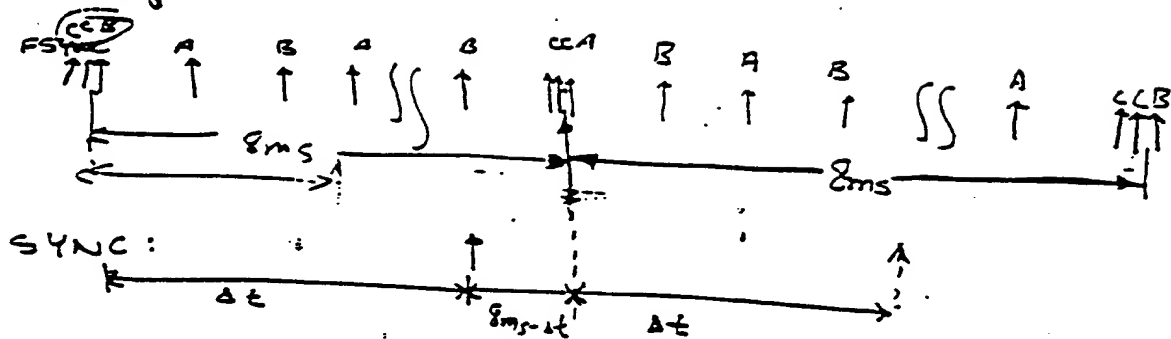 CCB
FSYNC A B A B CCA B A B A CCB
8ms 8ms
SYNC:
Δt 8ms-Δt Δt